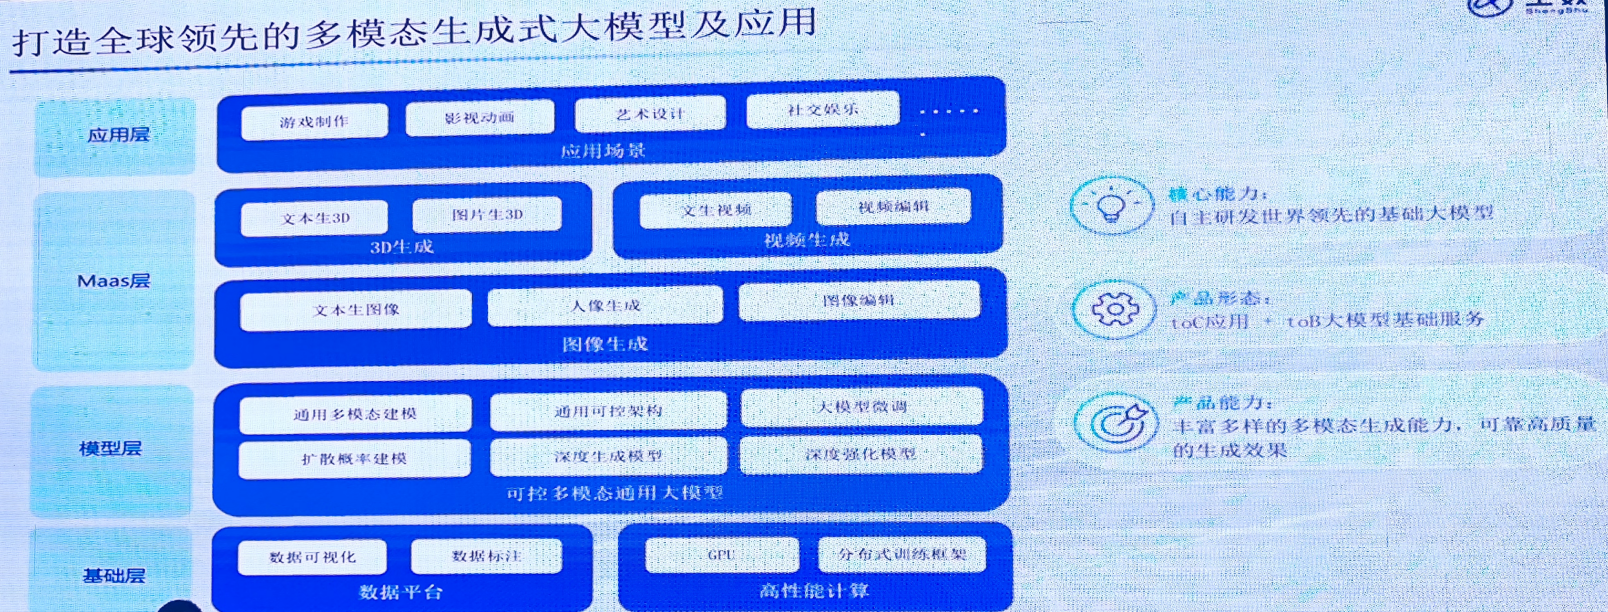 打造全球领先的多模态生成式大模型及应用
ShengShu
应用层
游戏制作
影视动画
艺术设计
社交娱乐
......
应用场景
Maas层
文本生3D
图片生3D
3D生成
文生视频
视频编辑
视频生成
文本生图像
人像生成
图像编辑
图像生成
模型层
通用多模态建模
通用可控架构
大模型微调
扩散概率建模
深度生成模型
深度强化模型
可控多模态通用大模型
基础层
数据可视化
数据标注
数据平台
GPU
分布式训练框架
高性能计算
核心能力：
自主研发世界领先的基础大模型
产品形态：
toC应用 + toB大模型基础服务
产品能力：
丰富多样的多模态生成能力，可靠高质量
的生成效果